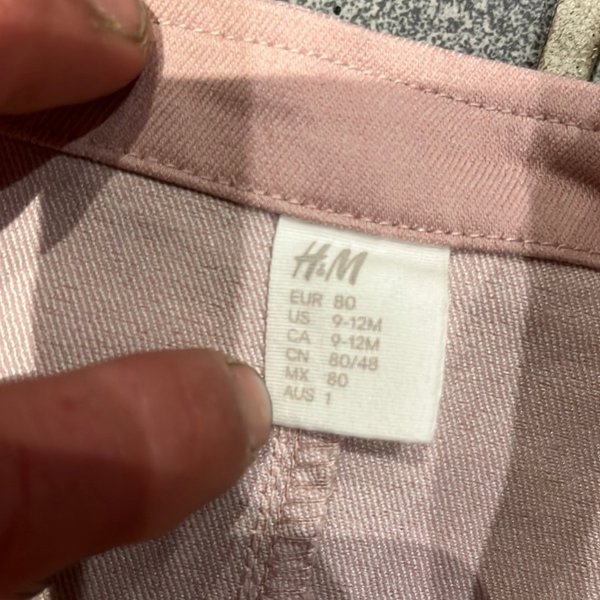 H&M
EUR 80
US 9-12M
CA 9-12M
CN 80/48
MX 80
AUS 1